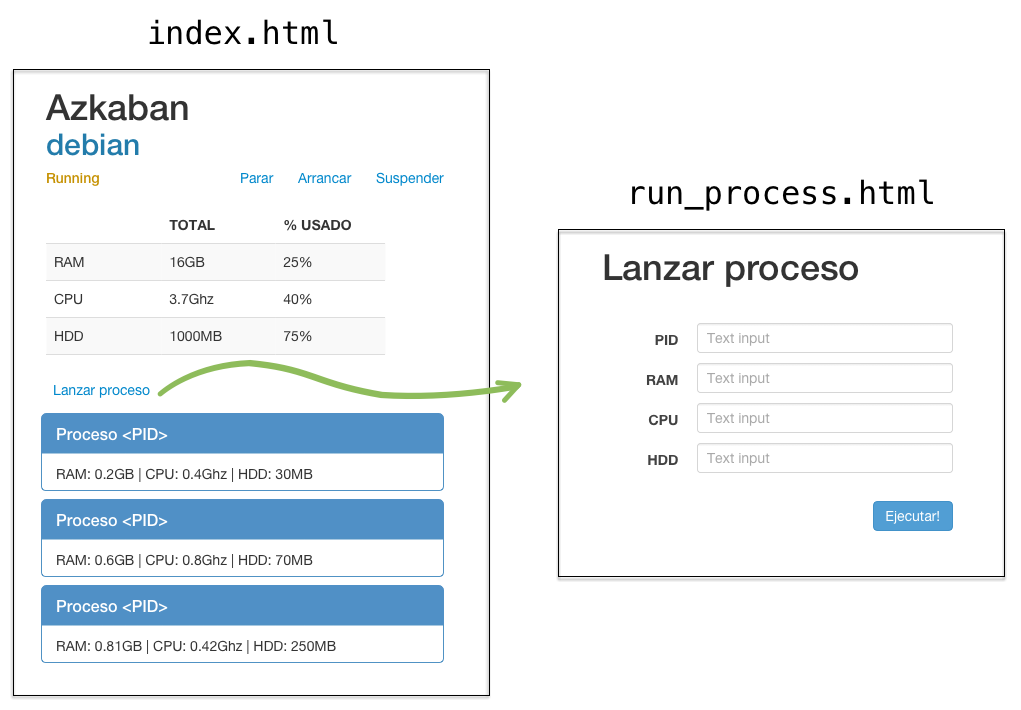 index.html
Azkaban
debian
Running Parar Arrancar Suspender
TOTAL % USADO
RAM 16GB 25%
CPU 3.7Ghz 40%
HDD 1000MB 75%
Lanzar proceso
Proceso <PID>
RAM: 0.2GB | CPU: 0.4Ghz | HDD: 30MB
Proceso <PID>
RAM: 0.6GB | CPU: 0.8Ghz | HDD: 70MB
Proceso <PID>
RAM: 0.81GB | CPU: 0.42Ghz | HDD: 250MB
run_process.html
Lanzar proceso
PID Text input
RAM Text input
CPU Text input
HDD Text input
Ejecutar!